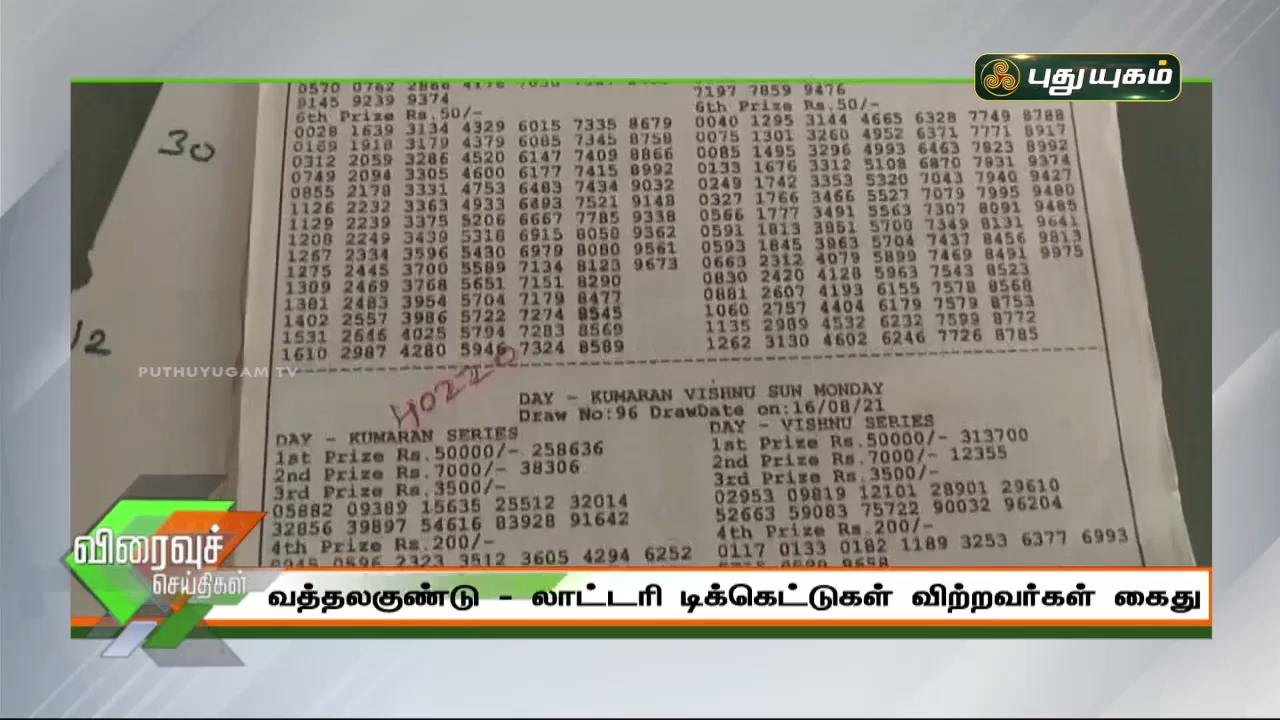 புதுயுகம்
30
9145 9239 9374
6th Prize Rs.50/-
0028 1639 3134 4329 6015 7335 8679
0169 1918 3179 4379 6085 7345 8758
0312 2059 3286 4520 6147 7409 8866
0749 2094 3305 4600 6177 7415 8992
0855 2178 3331 4753 6483 7434 9032
1126 2232 3363 4933 6493 7521 9148
1129 2239 3375 5206 6667 7785 9338
1208 2249 3439 5318 6915 8058 9362
1267 2334 3596 5430 6979 8080 9561
1275 2445 3700 5589 7134 8123 9673
1309 2469 3768 5651 7151 8290
1381 2483 3954 5704 7179 8477
1402 2557 3986 5722 7274 8545
1531 2646 4025 5794 7283 8569
1610 2987 4280 5946 7324 8589
7197 7859 9476
6th Prize Rs.50/-
0040 1295 3144 4665 6328 7749 8788
0075 1301 3260 4952 6371 7771 8917
0085 1495 3296 4993 6463 7823 8992
0133 1676 3312 5108 6870 7931 9374
0249 1742 3353 5320 7043 7940 9427
0327 1766 3466 5527 7079 7995 9480
0566 1777 3491 5563 7307 8091 9485
0591 1813 3851 5700 7349 8131 9641
0593 1845 3963 5704 7437 8456 9813
0663 2312 4079 5899 7469 8491 9975
0830 2420 4128 5963 7543 8523
0881 2607 4193 6155 7578 8568
1060 2757 4404 6179 7579 8753
1135 2989 4532 6232 7599 8772
1262 3130 4602 6246 7726 8785
PUTHUYUGAM TV
40220
DAY - KUMARAN VISHNU SUN MONDAY
Draw No:96 DrawDate on:16/08/21
DAY - KUMARAN SERIES
1st Prize Rs.50000/- 258636
2nd Prize Rs.7000/- 38306
3rd Prize Rs.3500/-
05882 09389 15635 25512 32014
32856 39897 54616 83928 91642
4th Prize Rs.200/-
2323 3512 3605 4294 6252
DAY - VISHNU SERIES
1st Prize Rs.50000/- 313700
2nd Prize Rs.7000/- 12355
3rd Prize Rs.3500/-
02953 09819 12101 28901 29610
52663 59083 75722 90032 96204
4th Prize Rs.200/-
0117 0133 0182 1189 3253 6377 6993
விரைவுச்
செய்திகள்
வத்தலகுண்டு - லாட்டரி டிக்கெட்டுகள் விற்றவர்கள் கைது